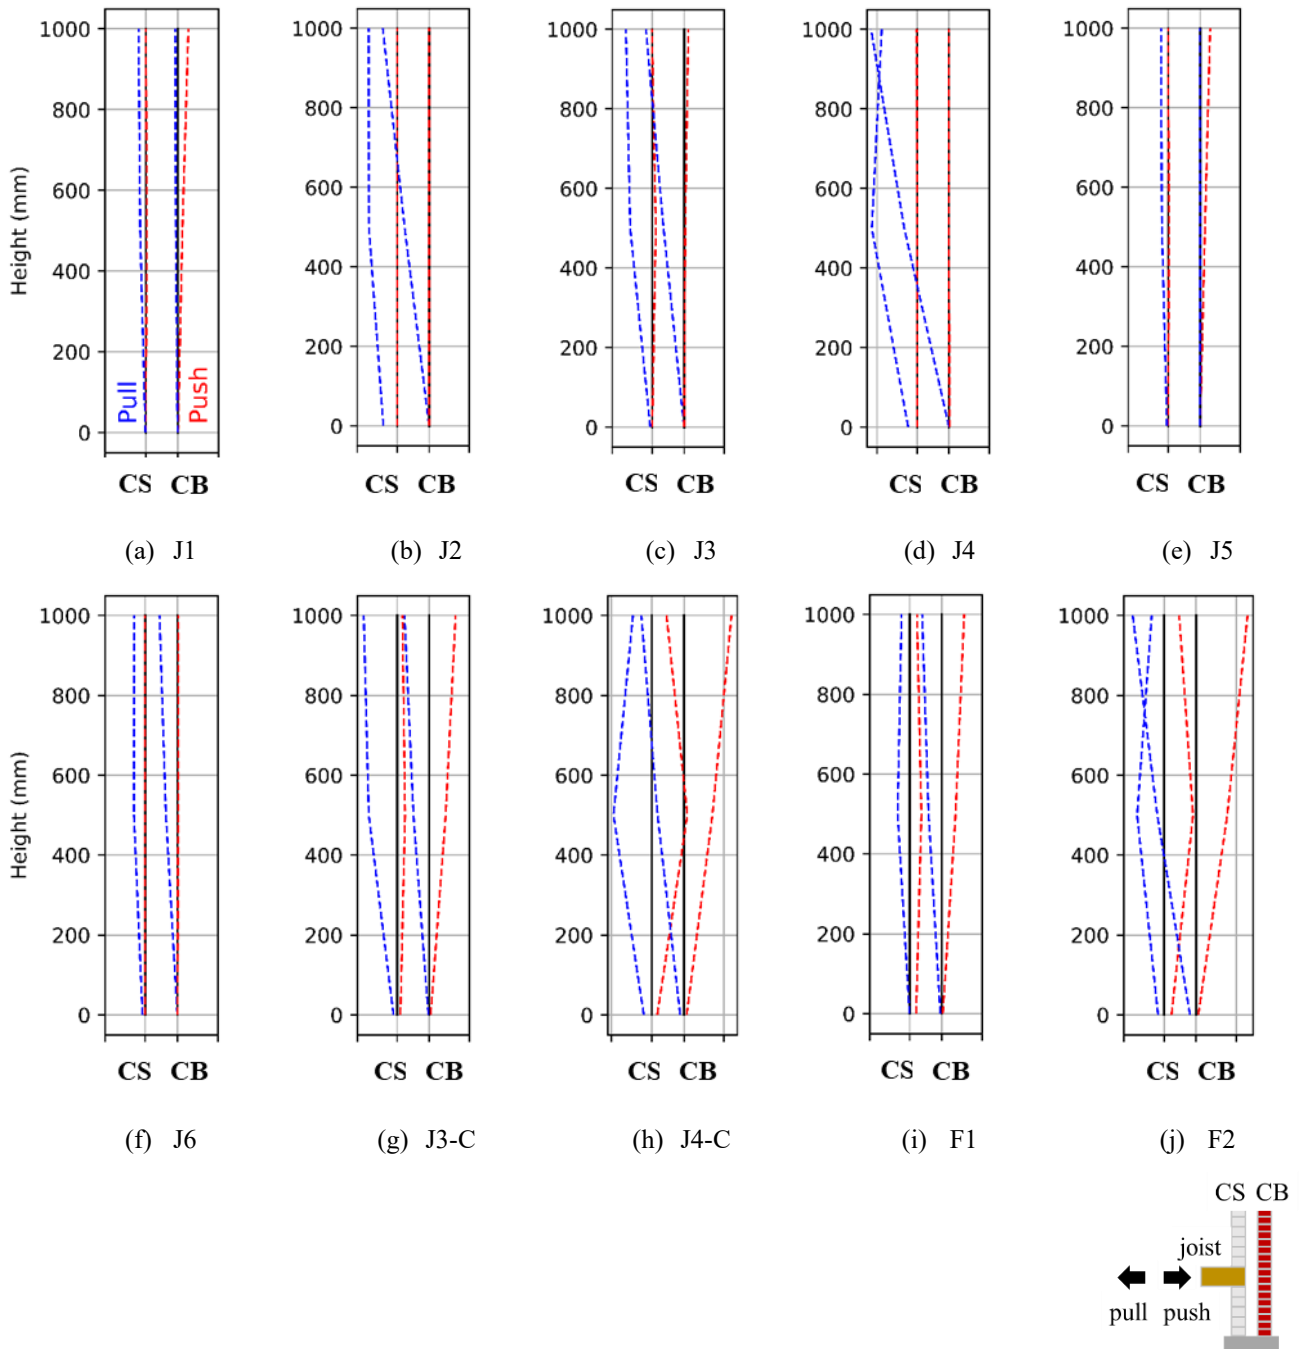 1000 1000 1000 1000 1000
800 800 800 800 800
600 600 600 600 600
400 400 400 400 400
200 200 200 200 200
0 0 0 0 0
Height (mm)
Pull Push
CS CB CS CB CS CB CS CB CS CB
(a) J1 (b) J2 (c) J3 (d) J4 (e) J5
1000 1000 1000 1000 1000
800 800 800 800 800
600 600 600 600 600
400 400 400 400 400
200 200 200 200 200
0 0 0 0 0
Height (mm)
CS CB CS CB CS CB CS CB CS CB
(f) J6 (g) J3-C (h) J4-C (i) F1 (j) F2
CS CB
joist
pull push